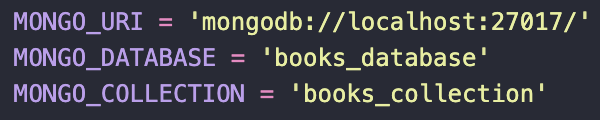 MONGO_URI = 'mongodb://localhost:27017/'
MONGO_DATABASE = 'books_database'
MONGO_COLLECTION = 'books_collection'